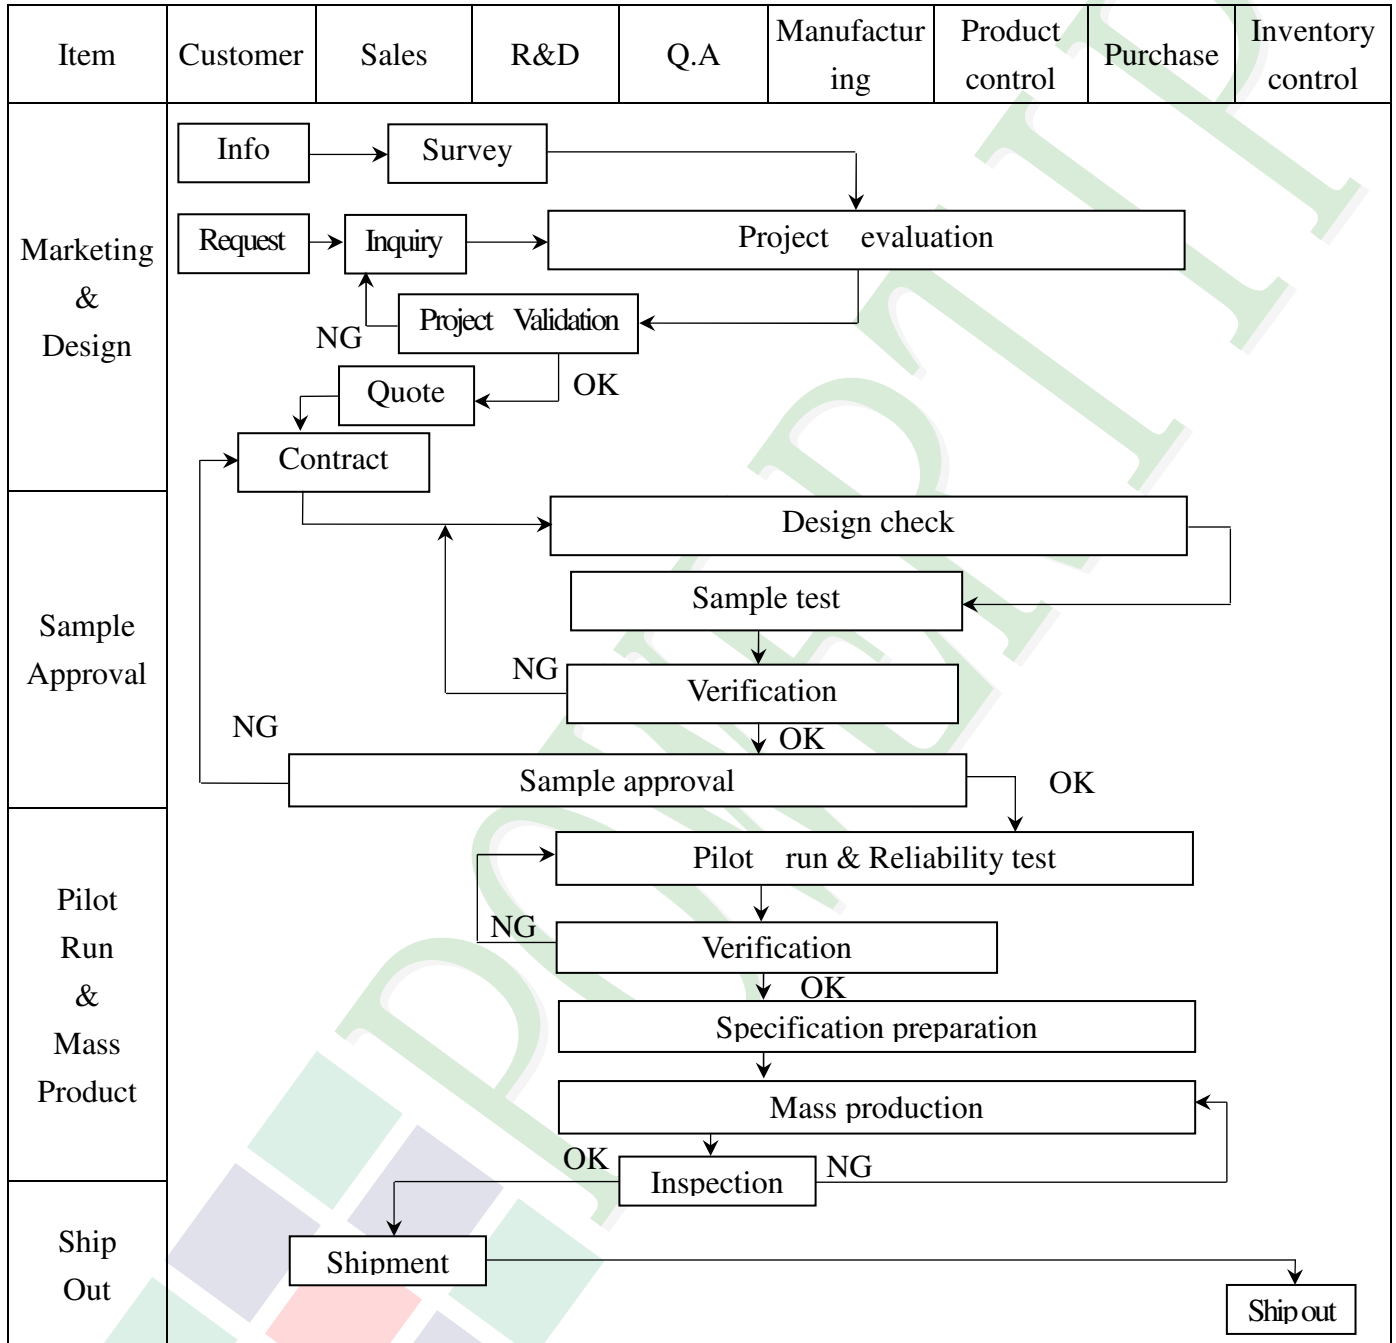 Item
Customer
Sales
R&D
Q.A
Manufactur
ing
Product
control
Purchase
Inventory
control
Marketing
&
Design
Info
Survey
Request
Inquiry
Project evaluation
Project Validation
NG
OK
Quote
Contract
Sample
Approval
Design check
Sample test
NG
Verification
NG
OK
Sample approval
OK
Pilot
Run
&
Mass
Product
Pilot run & Reliability test
NG
Verification
OK
Specification preparation
Mass production
OK
Inspection
NG
Ship
Out
Shipment
Ship out
POWERTIP